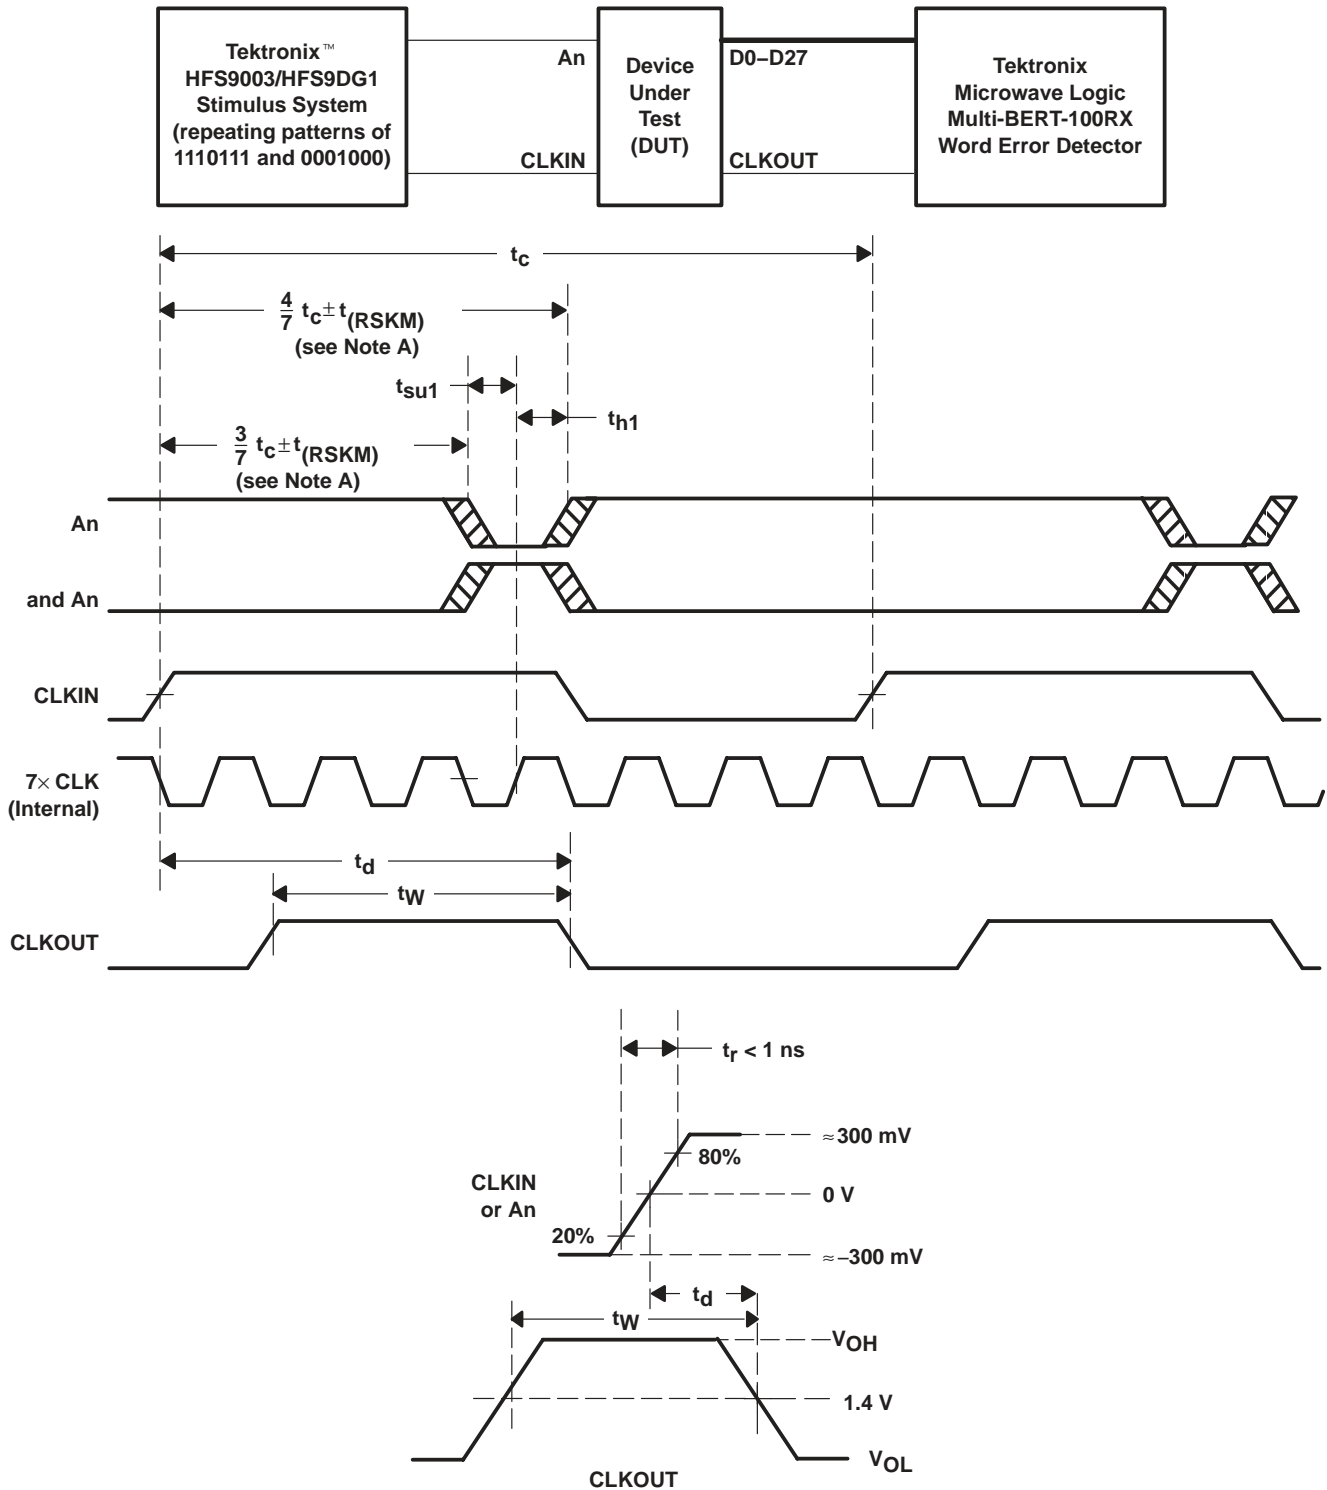 Tektronix™
HFS9003/HFS9DG1
Stimulus System
(repeating patterns of
1110111 and 0001000)
An
CLKIN
Device
Under
Test
(DUT)
D0–D27
CLKOUT
Tektronix
Microwave Logic
Multi-BERT-100RX
Word Error Detector
tc
4/7 tc ± t(RSKM)
(see Note A)
tsu1
th1
3/7 tc ± t(RSKM)
(see Note A)
An
and An
CLKIN
7× CLK
(Internal)
td
tW
CLKOUT
tr < 1 ns
≈ 300 mV
80%
CLKIN
or An
0 V
20%
≈ –300 mV
td
tW
VOH
1.4 V
VOL
CLKOUT